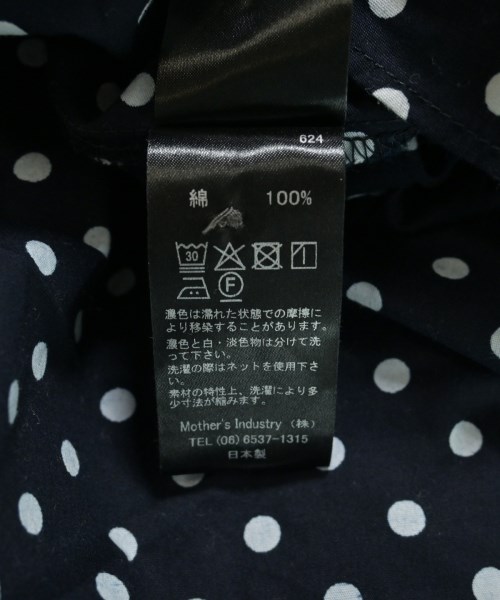 624
綿 100%
30
F
濃色は濡れた状態での摩擦に
より移染することがあります。
濃色と白・淡色物は分けて洗
って下さい。
洗濯の際はネットを使用下さ
い。
素材の特性上、洗濯により多
少寸法が縮みます。
Mother's Industry (株)
TEL (06) 6537-1315
日本製